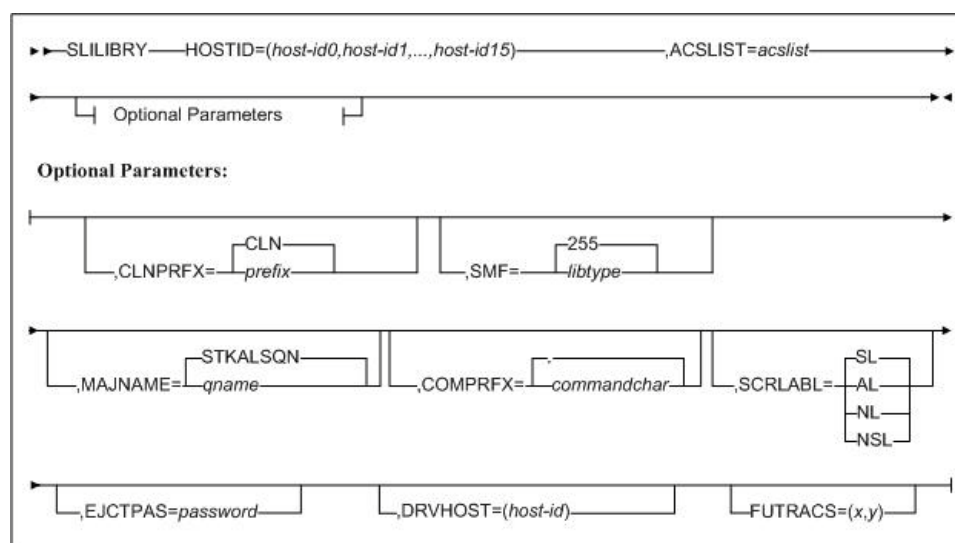 SLILIBRY HOSTID=(host-id0,host-id1,...,host-id15) ,ACSLIST=acslist
Optional Parameters
Optional Parameters:
CLN 255
,CLNPRFX= prefix ,SMF= libtype
STKALSQN , SL
,MAJNAME= qname ,COMPRFX= commandchar ,SCRLABL= AL
NL
NSL
,EJCTPAS=password ,DRVHOST=(host-id) FUTRACS=(x,y)